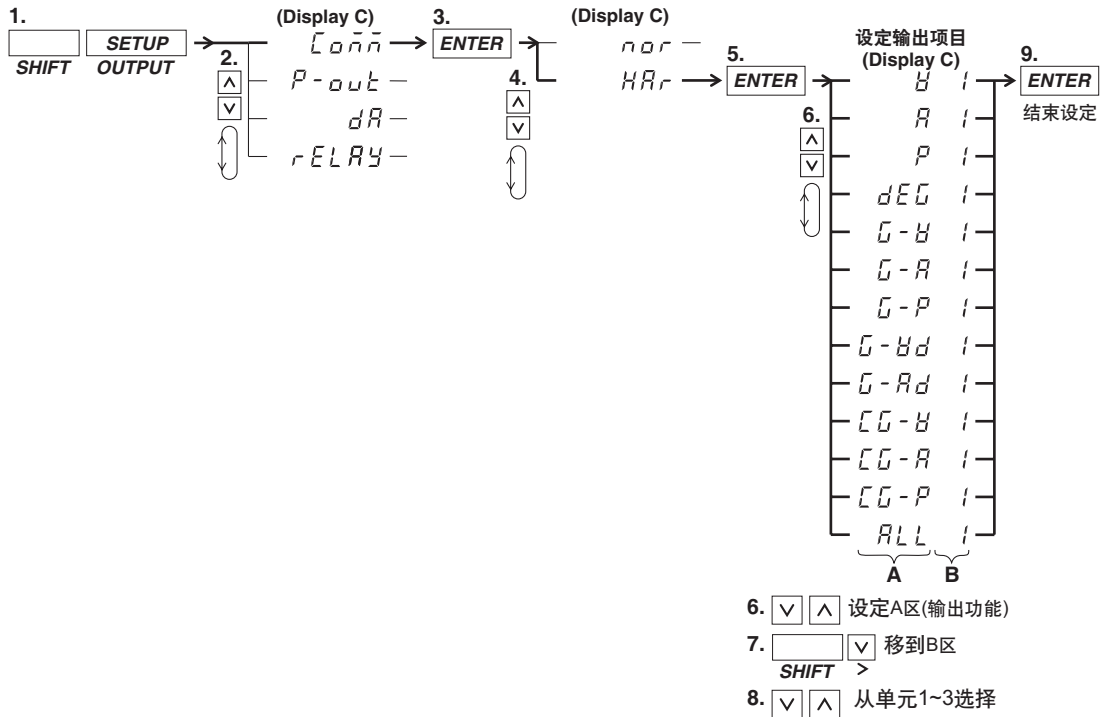 1.
SETUP
SHIFT OUTPUT
2.
(Display C)
Comm
P-out
dA
rELAY
3.
ENTER
4.
(Display C)
nor
HAr
5.
ENTER
6.
设定输出项目
(Display C)
V 1
A 1
P 1
dEG 1
G-V 1
G-A 1
G-P 1
G-Vd 1
G-Ad 1
CG-V 1
CG-A 1
CG-P 1
ALL 1
A B
9.
ENTER
结束设定
6. 设定A区(输出功能)
7. 移到B区
SHIFT >
8. 从单元1~3选择